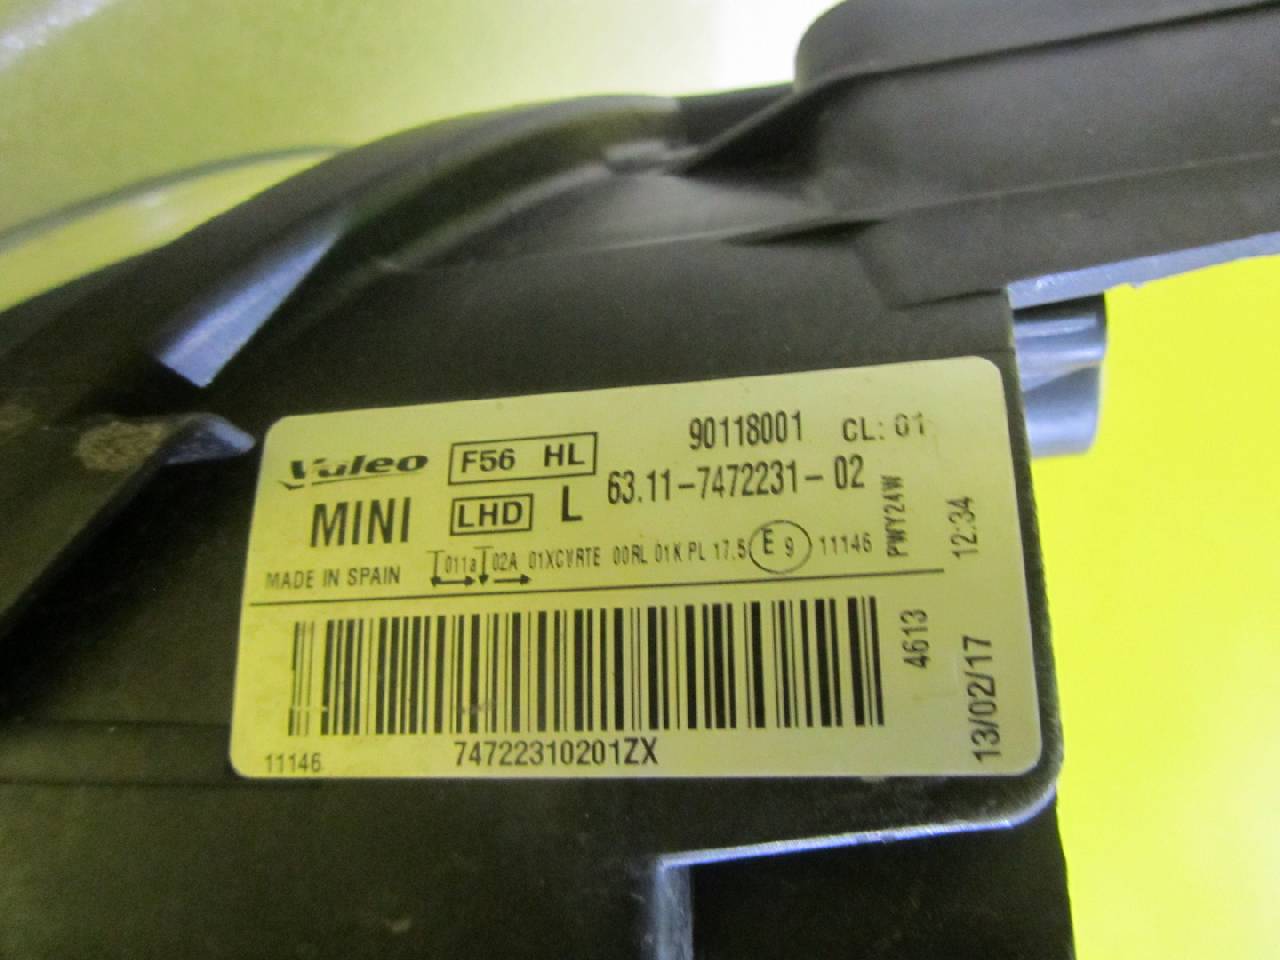 Valeo F56 HL 90118001 CL: 01
MINI LHD L 63.11-7472231-02
MADE IN SPAIN 011a 02A 01XCVRTE 00RL 01K PL 17.5 E 9 11146
PWY24W
12:34
4613
13/02/17
11146 74722310201ZX